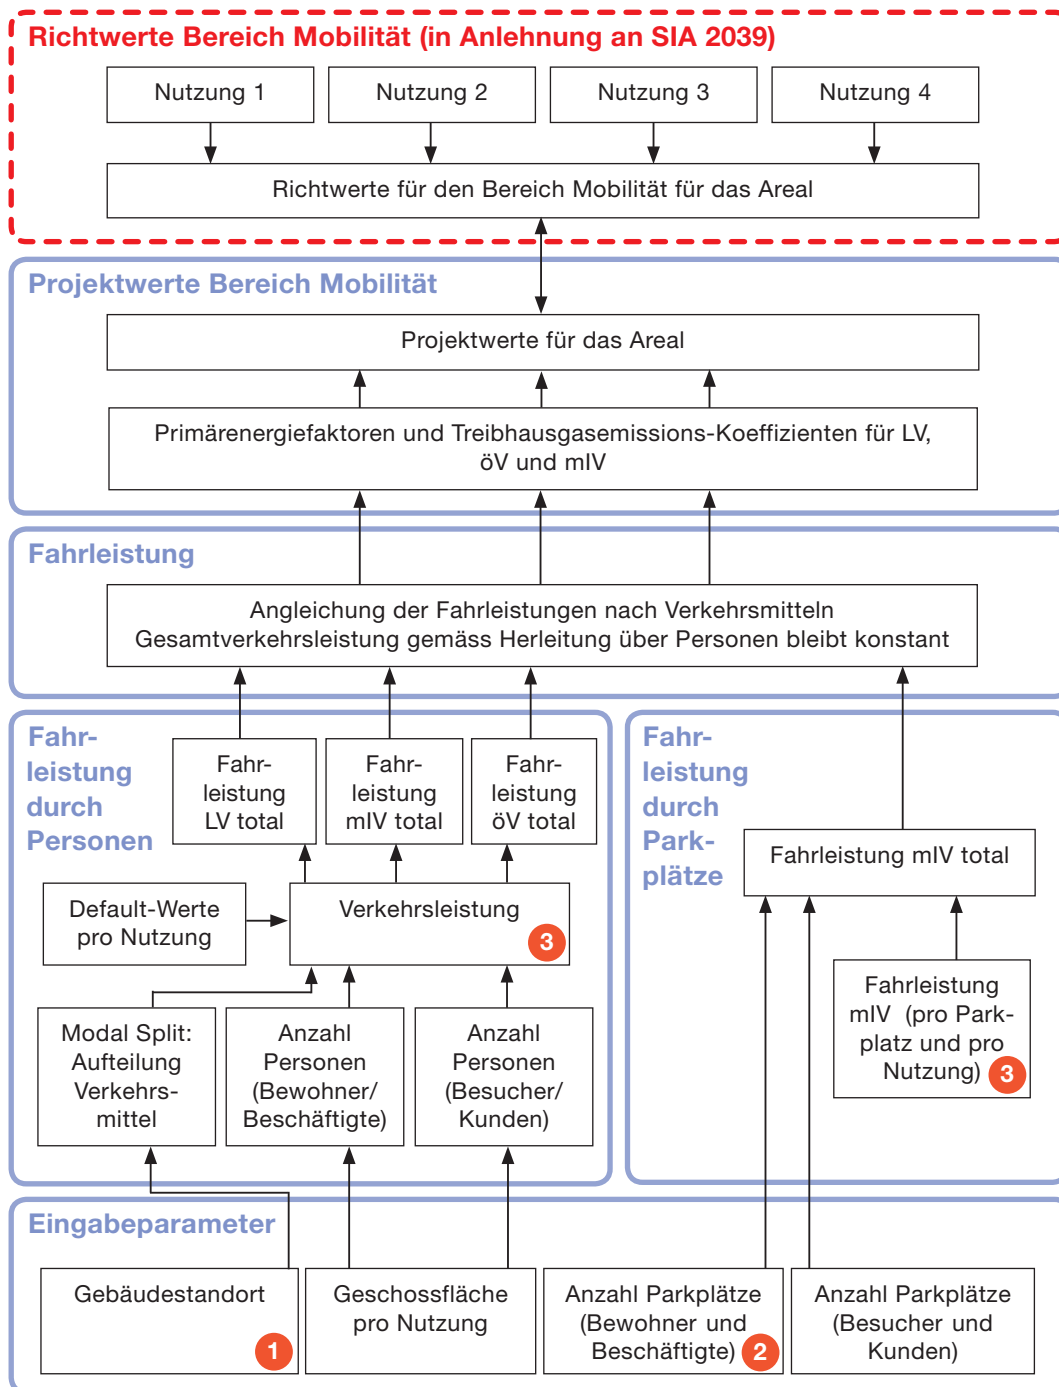 Richtwerte Bereich Mobilität (in Anlehnung an SIA 2039)
Nutzung 1
Nutzung 2
Nutzung 3
Nutzung 4
Richtwerte für den Bereich Mobilität für das Areal
Projektwerte Bereich Mobilität
Projektwerte für das Areal
Primärenergiefaktoren und Treibhausgasemissions-Koeffizienten für LV,
öV und mIV
Fahrleistung
Angleichung der Fahrleistungen nach Verkehrsmitteln
Gesamtverkehrsleistung gemäss Herleitung über Personen bleibt konstant
Fahr-
leistung
durch
Personen
Fahr-
leistung
LV total
Fahr-
leistung
mIV total
Fahr-
leistung
öV total
Default-Werte
pro Nutzung
Verkehrsleistung
3
Modal Split:
Aufteilung
Verkehrs-
mittel
Anzahl
Personen
(Bewohner/
Beschäftigte)
Anzahl
Personen
(Besucher/
Kunden)
Fahr-
leistung
durch
Park-
plätze
Fahrleistung mIV total
Fahrleistung
mIV (pro Park-
platz und pro
Nutzung)
3
Eingabeparameter
Gebäudestandort
1
Geschossfläche
pro Nutzung
Anzahl Parkplätze
(Bewohner und
Beschäftigte)
2
Anzahl Parkplätze
(Besucher und
Kunden)